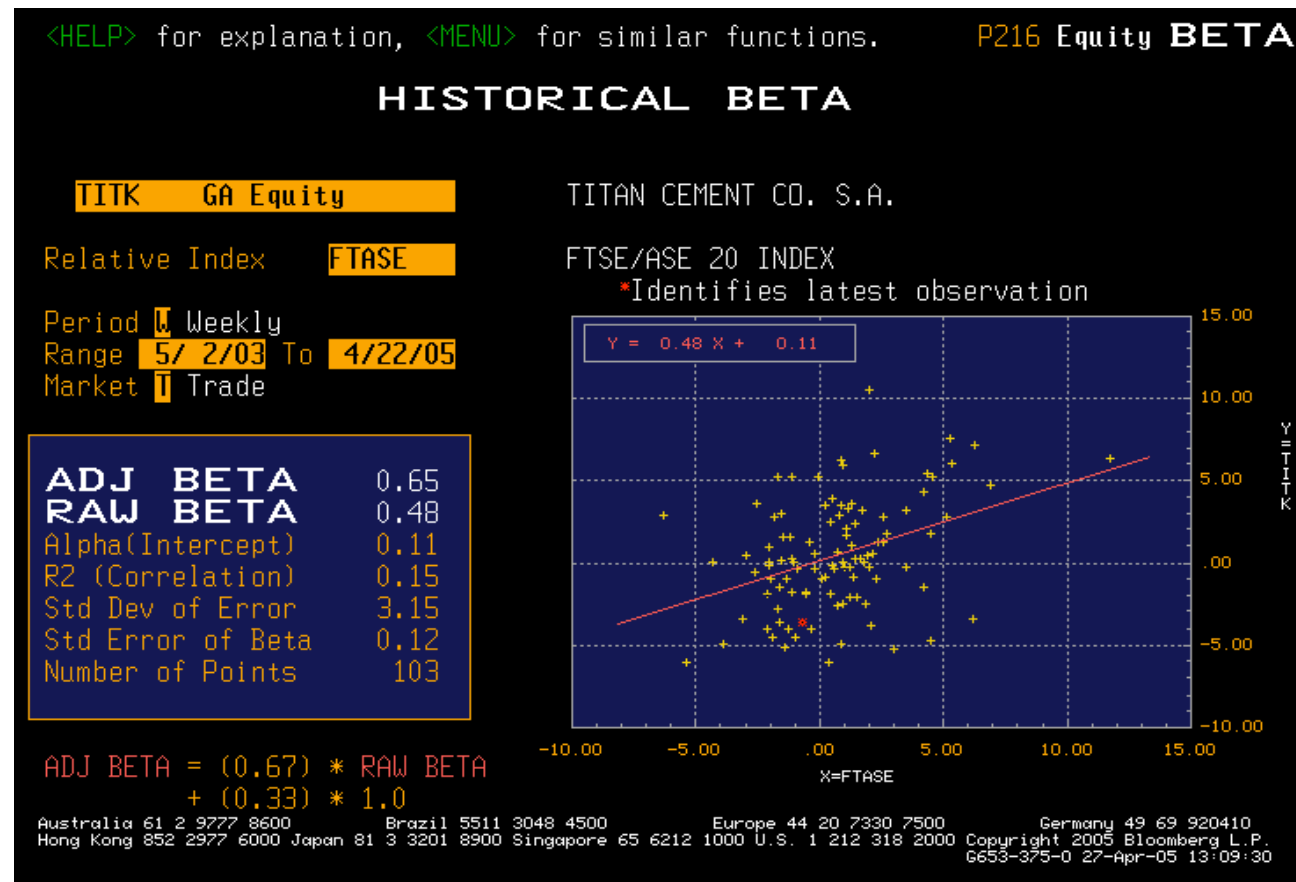 <HELP> for explanation, <MENU> for similar functions. P216 Equity BETA
HISTORICAL BETA
TITK GA Equity
TITAN CEMENT CO. S.A.
Relative Index FTASE
FTSE/ASE 20 INDEX
*Identifies latest observation
Period W Weekly
Range 5/ 2/03 To 4/22/05
Market T Trade
Y = 0.48 X + 0.11
15.00
10.00
5.00
.00
-5.00
-10.00
Y=TITK
ADJ BETA 0.65
RAW BETA 0.48
Alpha(Intercept) 0.11
R2 (Correlation) 0.15
Std Dev of Error 3.15
Std Error of Beta 0.12
Number of Points 103
-10.00 -5.00 .00 5.00 10.00 15.00
X=FTASE
ADJ BETA = (0.67) * RAW BETA
+ (0.33) * 1.0
Australia 61 2 9777 8600 Brazil 5511 3048 4500 Europe 44 20 7330 7500 Germany 49 69 920410
Hong Kong 852 2977 6000 Japan 81 3 3201 8900 Singapore 65 6212 1000 U.S. 1 212 318 2000 Copyright 2005 Bloomberg L.P.
G653-375-0 27-Apr-05 13:09:30